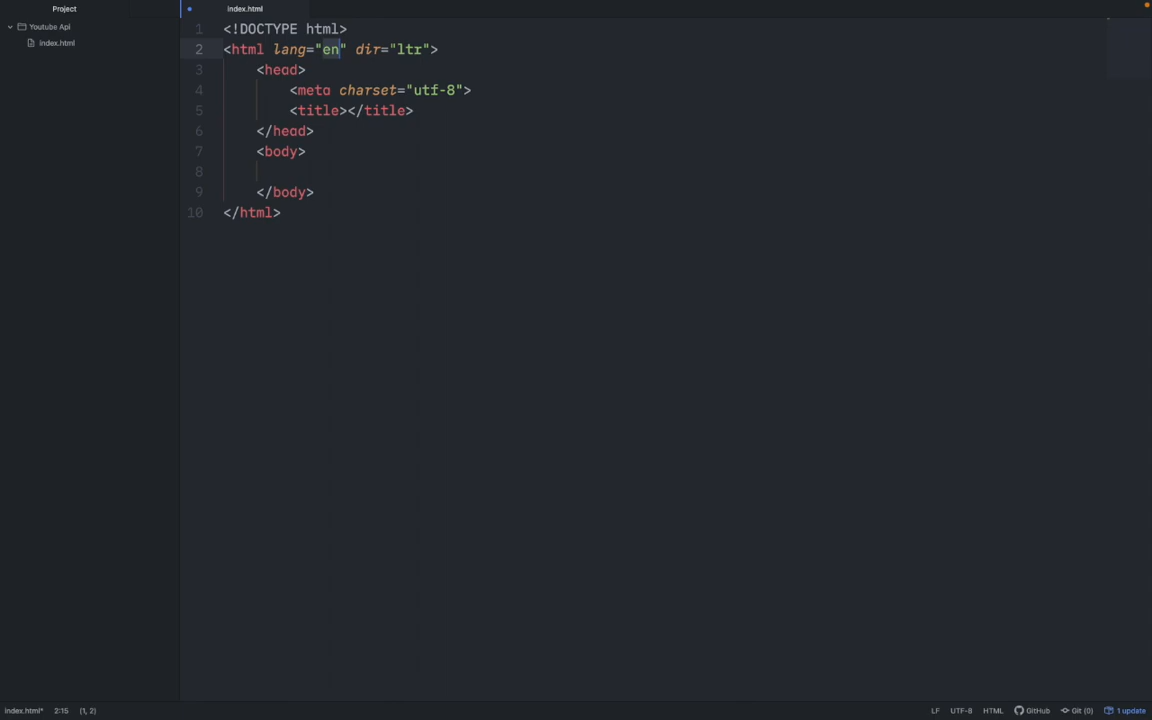 Project
index.html
Youtube Api
index.html
1 <!DOCTYPE html>
2 <html lang="en" dir="ltr">
3 <head>
4 <meta charset="utf-8">
5 <title></title>
6 </head>
7 <body>
8
9 </body>
10 </html>
index.html* 2:15 (1, 2) LF UTF-8 HTML GitHub Git (0) 1 update